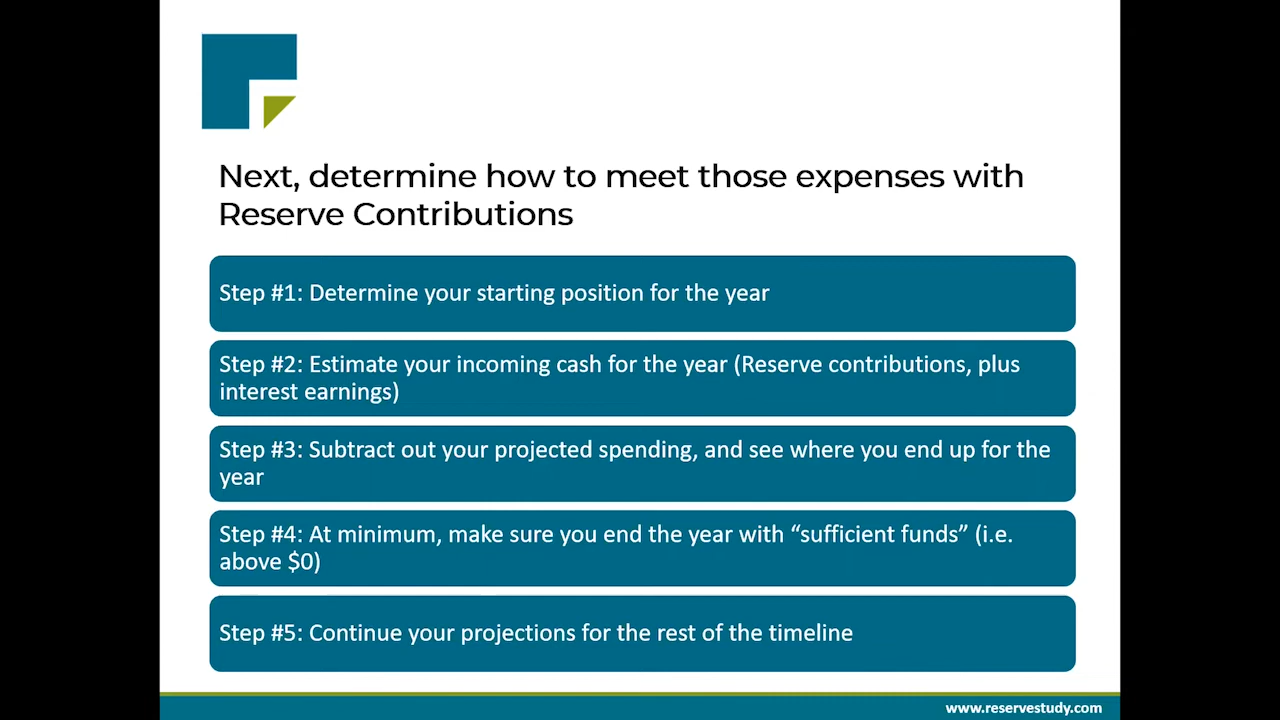 Next, determine how to meet those expenses with
Reserve Contributions
Step #1: Determine your starting position for the year
Step #2: Estimate your incoming cash for the year (Reserve contributions, plus
interest earnings)
Step #3: Subtract out your projected spending, and see where you end up for the
year
Step #4: At minimum, make sure you end the year with “sufficient funds” (i.e.
above $0)
Step #5: Continue your projections for the rest of the timeline
www.reservestudy.com